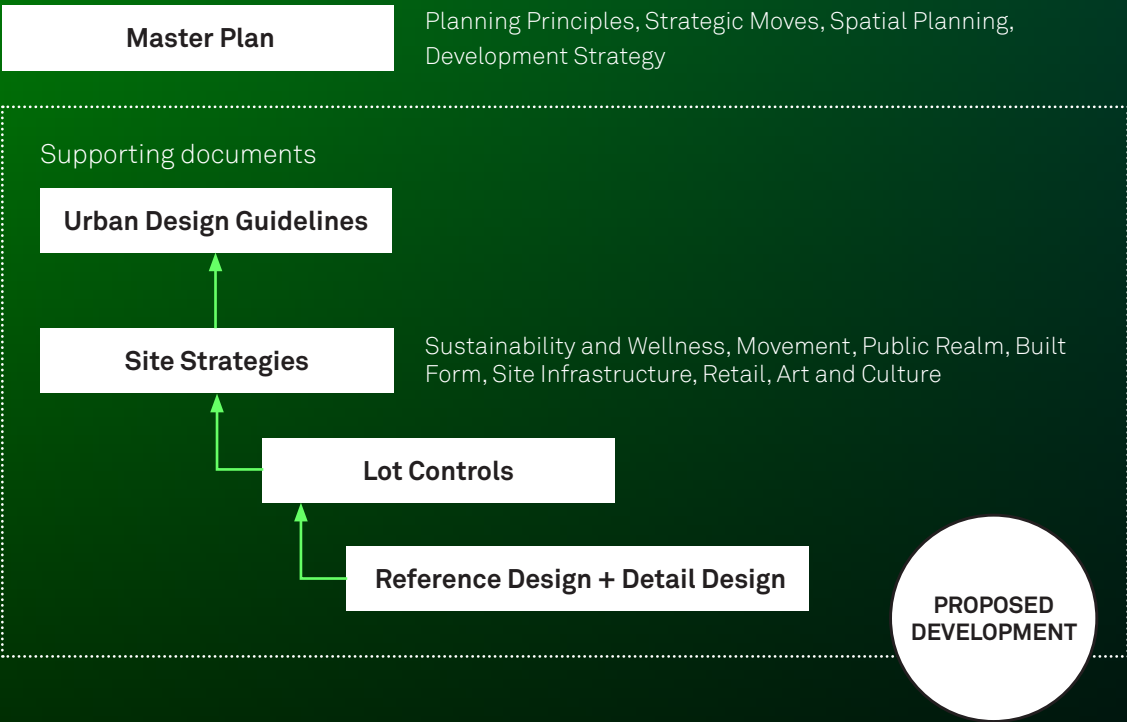 Master Plan
Planning Principles, Strategic Moves, Spatial Planning,
Development Strategy
Supporting documents
Urban Design Guidelines
Site Strategies
Sustainability and Wellness, Movement, Public Realm, Built
Form, Site Infrastructure, Retail, Art and Culture
Lot Controls
Reference Design + Detail Design
PROPOSED
DEVELOPMENT